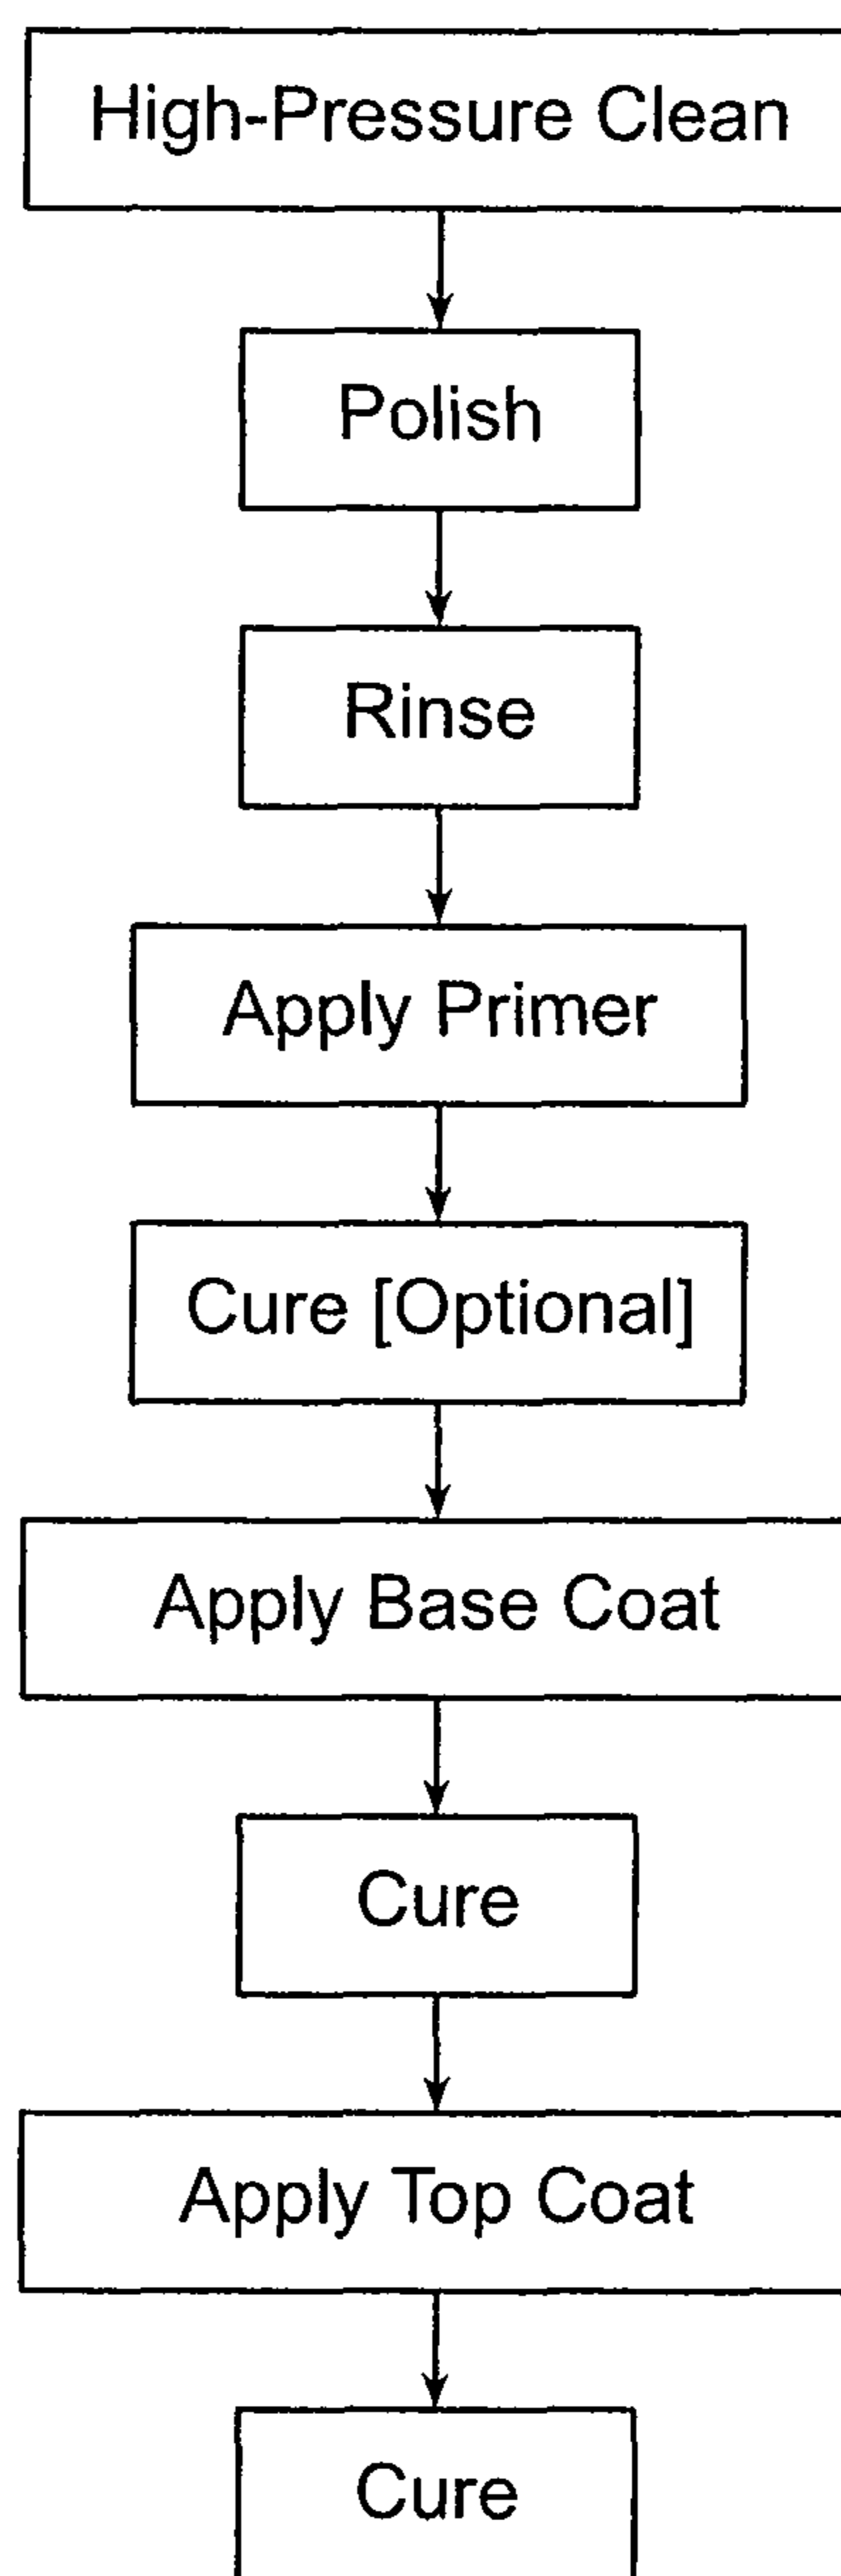 High-Pressure Clean
Polish
Rinse
Apply Primer
Cure [Optional]
Apply Base Coat
Cure
Apply Top Coat
Cure